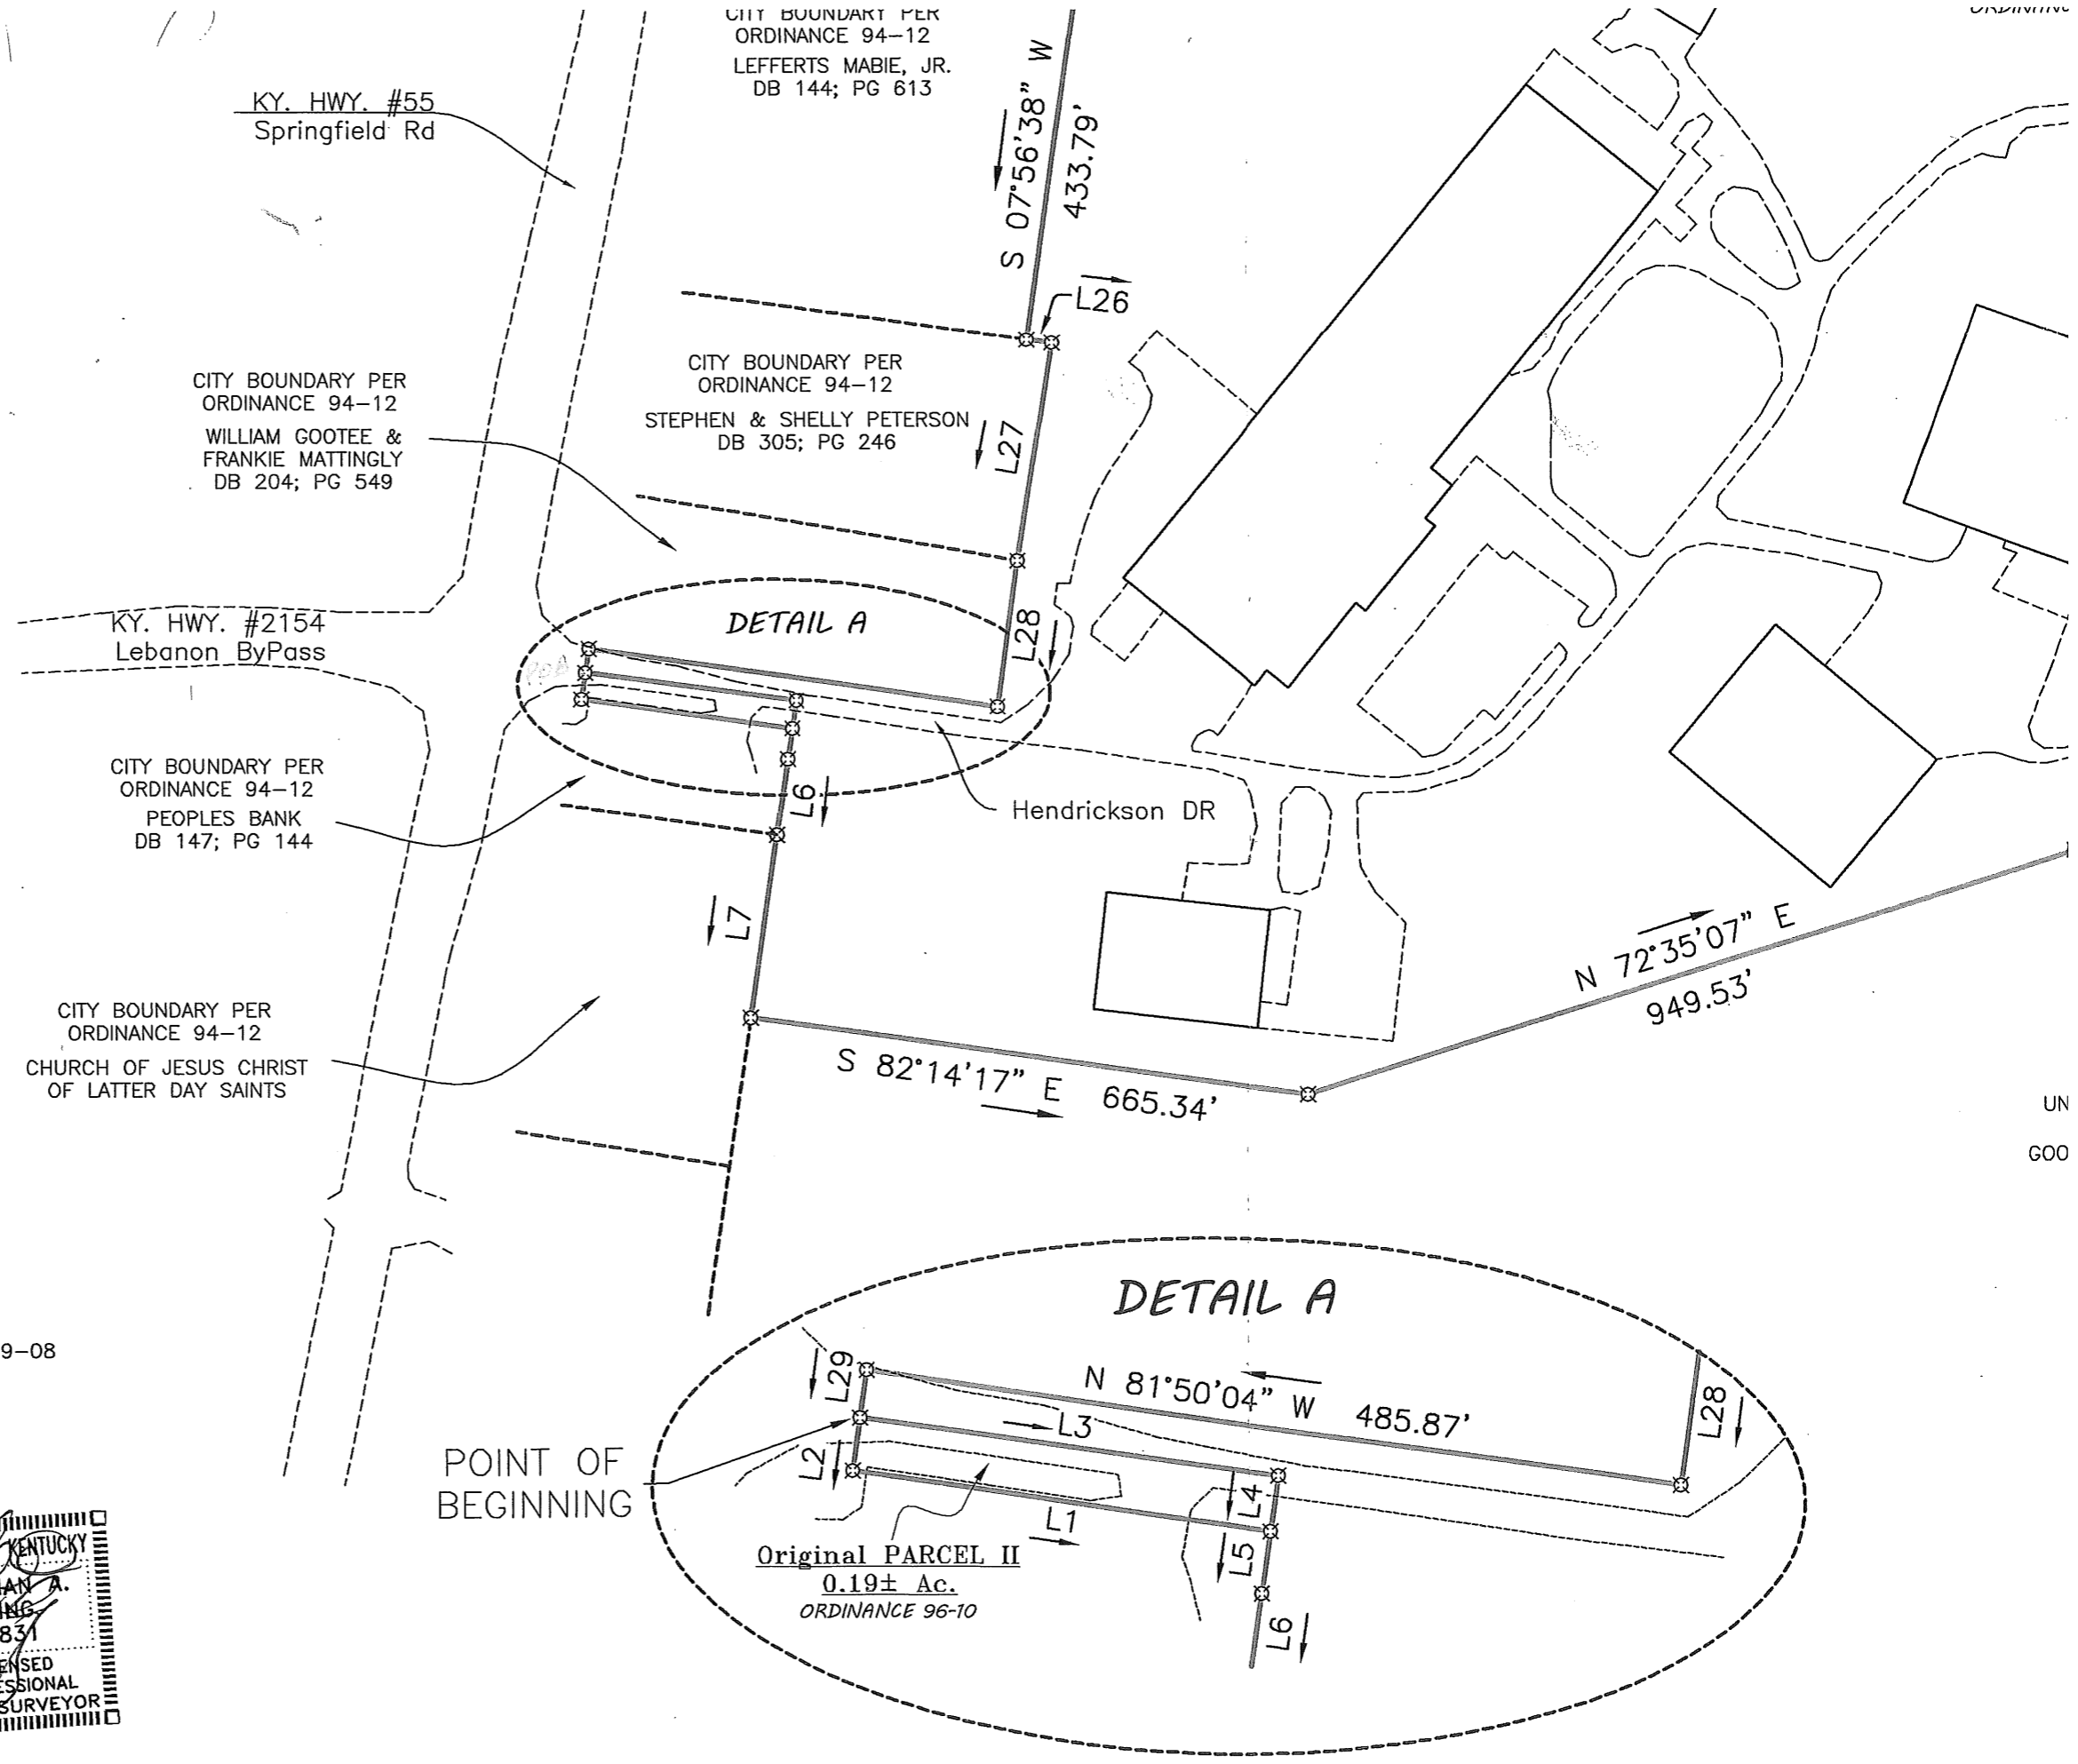 CITY BOUNDARY PER
ORDINANCE 94-12
LEFFERTS MABIE, JR.
DB 144; PG 613
KY. HWY. #55
Springfield Rd
S 07°56'38" W
433.79'
L26
CITY BOUNDARY PER
ORDINANCE 94-12
WILLIAM GOOTEE &
FRANKIE MATTINGLY
DB 204; PG 549
CITY BOUNDARY PER
ORDINANCE 94-12
STEPHEN & SHELLY PETERSON
DB 305; PG 246
L27
KY. HWY. #2154
Lebanon ByPass
DETAIL A
L28
POB
L6
Hendrickson DR
CITY BOUNDARY PER
ORDINANCE 94-12
PEOPLES BANK
DB 147; PG 144
L7
N 72°35'07" E
949.53'
CITY BOUNDARY PER
ORDINANCE 94-12
CHURCH OF JESUS CHRIST
OF LATTER DAY SAINTS
S 82°14'17" E 665.34'
UN
GOO
9-08
DETAIL A
L29
N 81°50'04" W 485.87'
L28
L3
L2
POINT OF
BEGINNING
L4
L1
L5
Original PARCEL II
0.19± Ac.
ORDINANCE 96-10
L6
KENTUCKY
AN A.
ING
831
ENSED
ESSIONAL
SURVEYOR